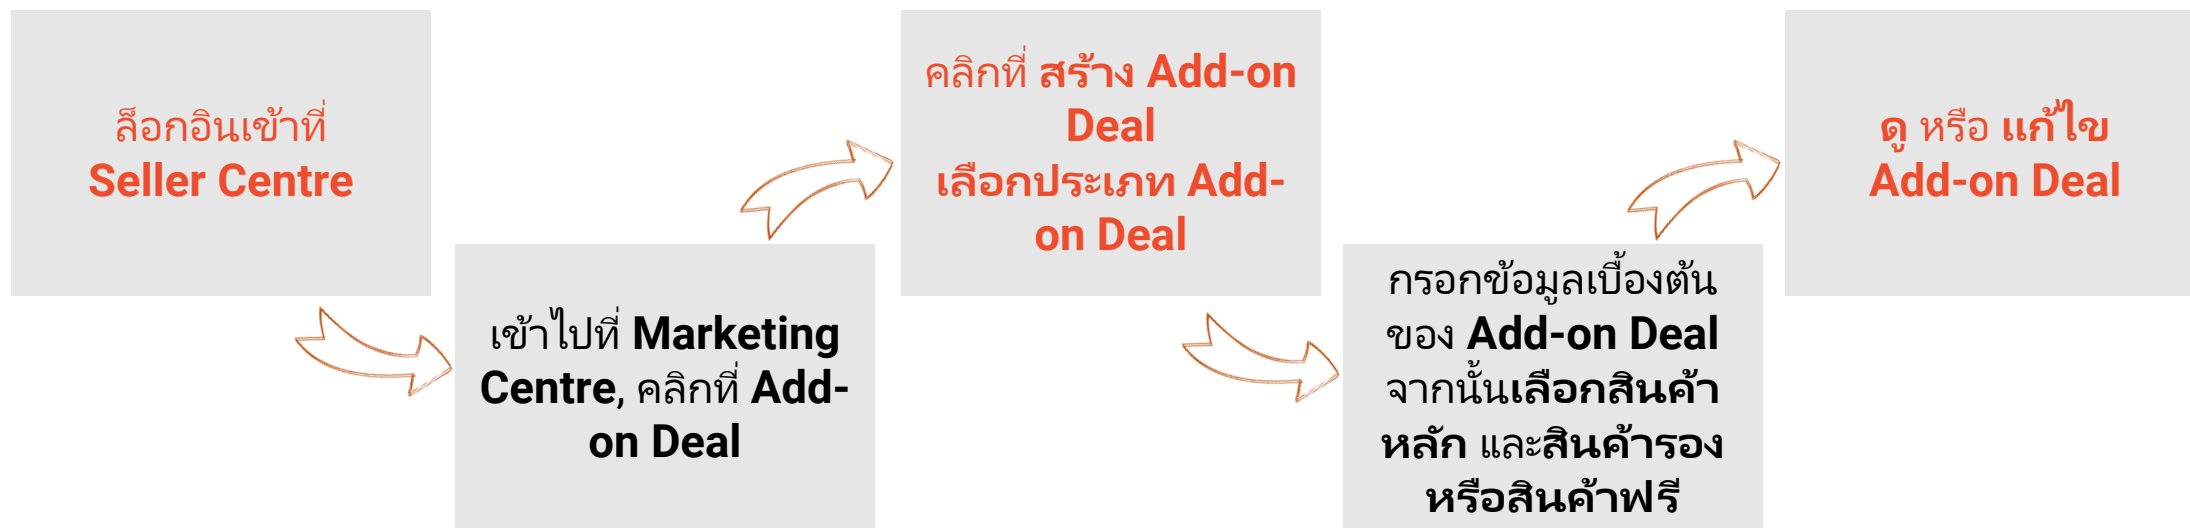 ล็อกอินเข้าที่
Seller Centre
เข้าไปที่ Marketing
Centre, คลิกที่ Add-
on Deal
คลิกที่ สร้าง Add-on
Deal
เลือกประเภท Add-
on Deal
กรอกข้อมูลเบื้องต้น
ของ Add-on Deal
จากนั้นเลือกสินค้า
หลัก และสินค้ารอง
หรือสินค้าฟรี
ดู หรือ แก้ไข
Add-on Deal